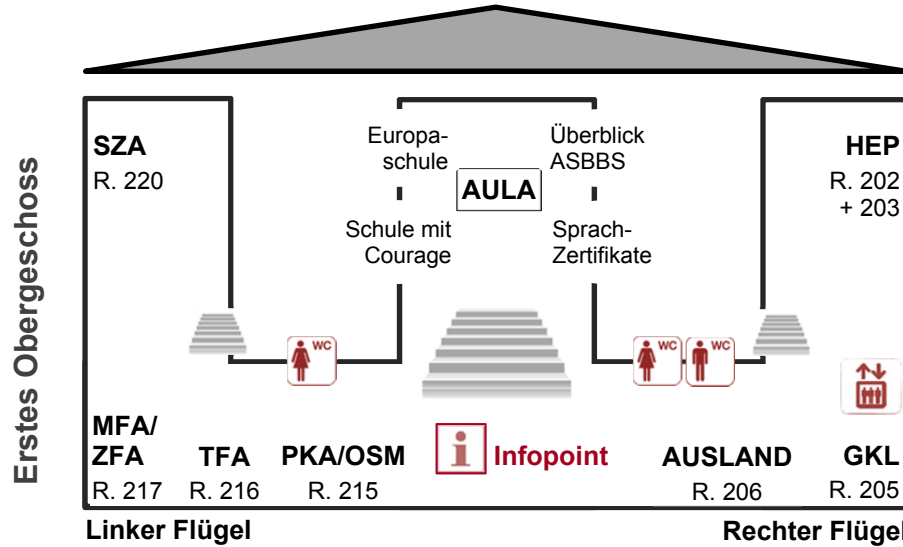 Erstes Obergeschoss
SZA
R. 220
Europa-
schule
Überblick
ASBBS
HEP
R. 202
+ 203
AULA
Schule mit
Courage
Sprach-
Zertifikate
WC
WC
WC
MFA/
ZFA
R. 217
TFA
R. 216
PKA/OSM
R. 215
i Infopoint
AUSLAND
R. 206
GKL
R. 205
Linker Flügel
Rechter Flügel